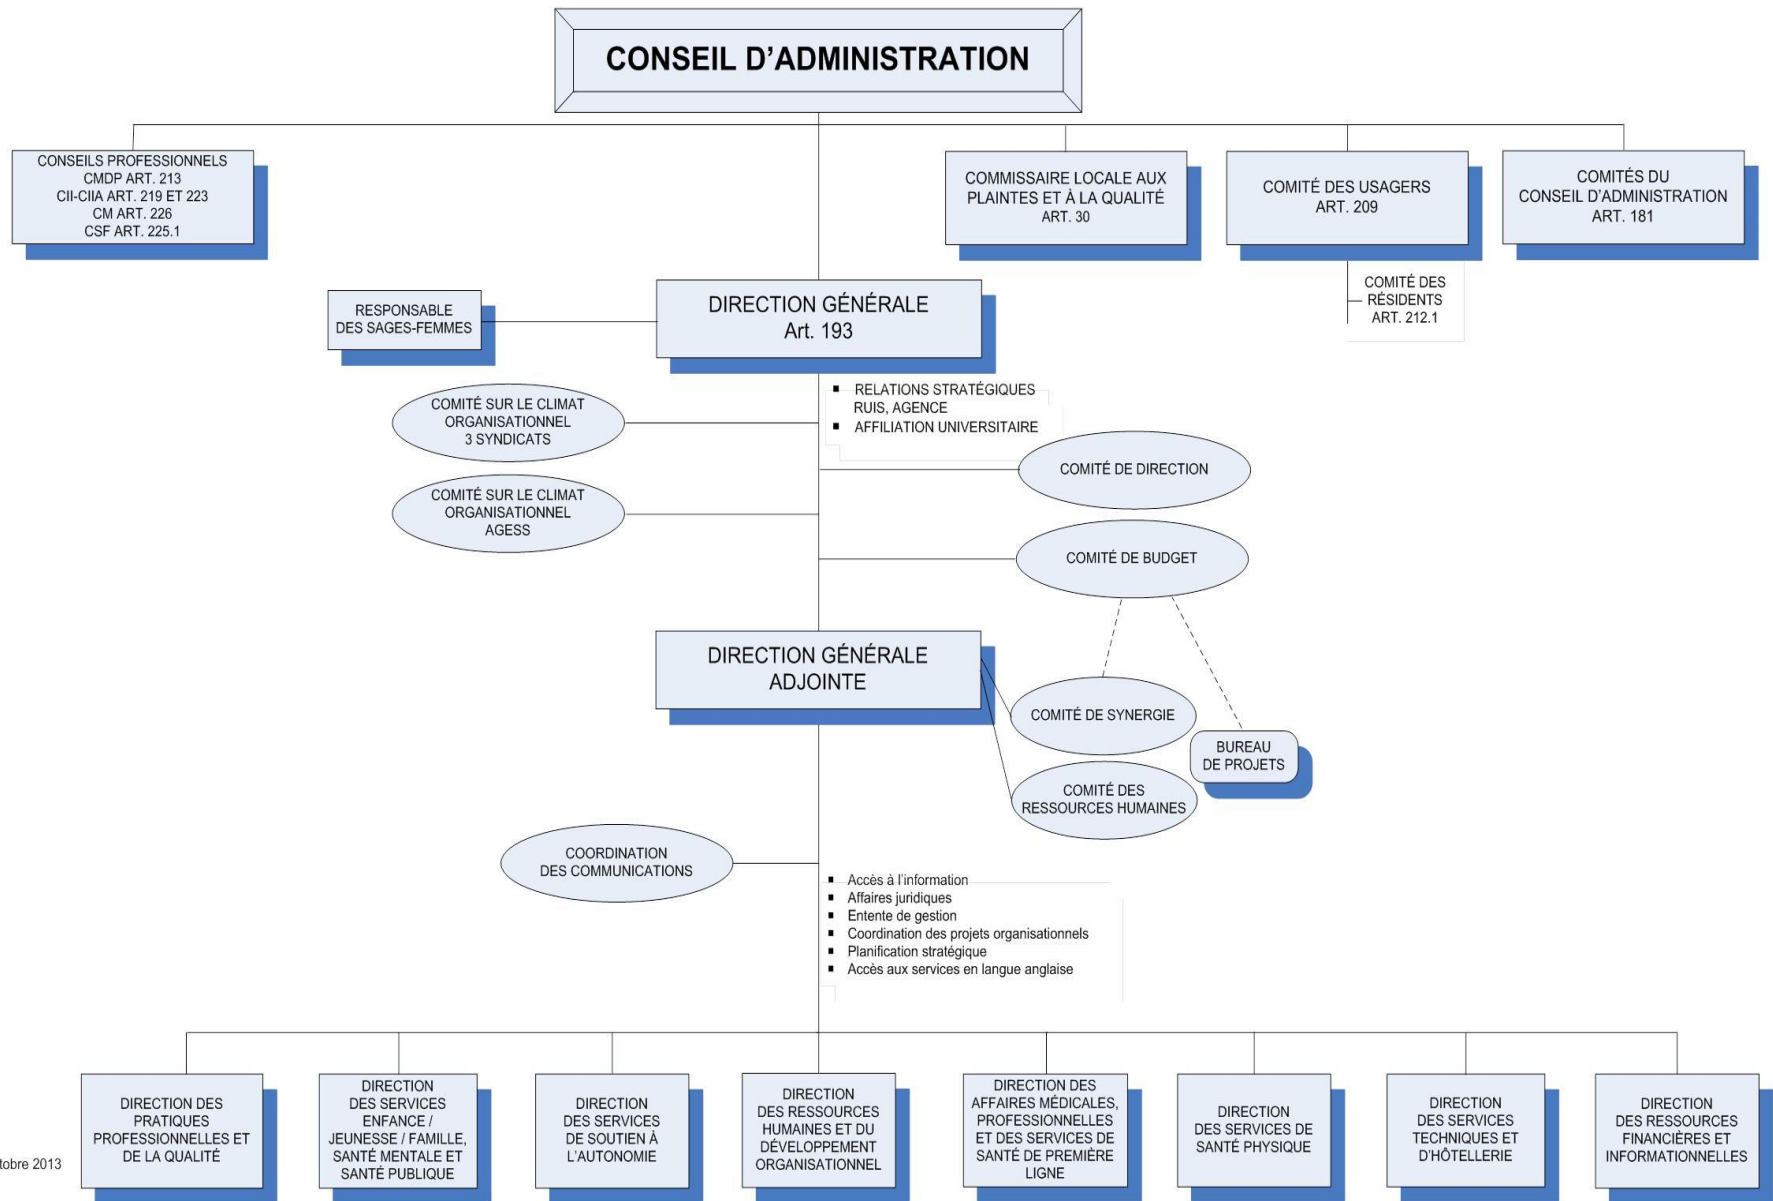 CONSEIL D'ADMINISTRATION
CONSEILS PROFESSIONNELS
CMDP ART. 213
CII-CIIA ART. 219 ET 223
CM ART. 226
CSF ART. 225.1
COMMISSAIRE LOCALE AUX
PLAINTES ET À LA QUALITÉ
ART. 30
COMITÉ DES USAGERS
ART. 209
COMITÉS DU
CONSEIL D'ADMINISTRATION
ART. 181
COMITÉ DES
RÉSIDENTS
ART. 212.1
RESPONSABLE
DES SAGES-FEMMES
DIRECTION GÉNÉRALE
Art. 193
▪ RELATIONS STRATÉGIQUES
RUIS, AGENCE
▪ AFFILIATION UNIVERSITAIRE
COMITÉ SUR LE CLIMAT
ORGANISATIONNEL
3 SYNDICATS
COMITÉ DE DIRECTION
COMITÉ SUR LE CLIMAT
ORGANISATIONNEL
AGESS
COMITÉ DE BUDGET
DIRECTION GÉNÉRALE
ADJOINTE
COMITÉ DE SYNERGIE
BUREAU
DE PROJETS
COMITÉ DES
RESSOURCES HUMAINES
COORDINATION
DES COMMUNICATIONS
▪ Accès à l'information
▪ Affaires juridiques
▪ Entente de gestion
▪ Coordination des projets organisationnels
▪ Planification stratégique
▪ Accès aux services en langue anglaise
DIRECTION DES
PRATIQUES
PROFESSIONNELLES ET
DE LA QUALITÉ
DIRECTION
DES SERVICES
ENFANCE /
JEUNESSE / FAMILLE,
SANTÉ MENTALE ET
SANTÉ PUBLIQUE
DIRECTION
DES SERVICES
DE SOUTIEN À
L'AUTONOMIE
DIRECTION
DES RESSOURCES
HUMAINES ET DU
DÉVELOPPEMENT
ORGANISATIONNEL
DIRECTION DES
AFFAIRES MÉDICALES,
PROFESSIONNELLES
ET DES SERVICES DE
SANTÉ DE PREMIÈRE
LIGNE
DIRECTION
DES SERVICES DE
SANTÉ PHYSIQUE
DIRECTION
DES SERVICES
TECHNIQUES ET
D'HÔTELLERIE
DIRECTION
DES RESSOURCES
FINANCIÈRES ET
INFORMATIONNELLES
tobre 2013